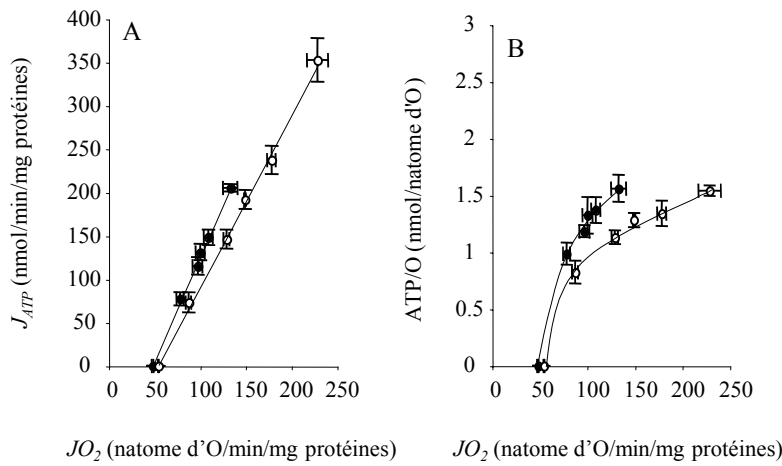 A
J_ATP (nmol/min/mg protéines)
400
350
300
250
200
150
100
50
0
0 50 100 150 200 250
JO₂ (natome d’O/min/mg protéines)
B
ATP/O (nmol/natome d'O)
3
2.5
2
1.5
1
0.5
0
0 50 100 150 200 250
JO₂ (natome d’O/min/mg protéines)